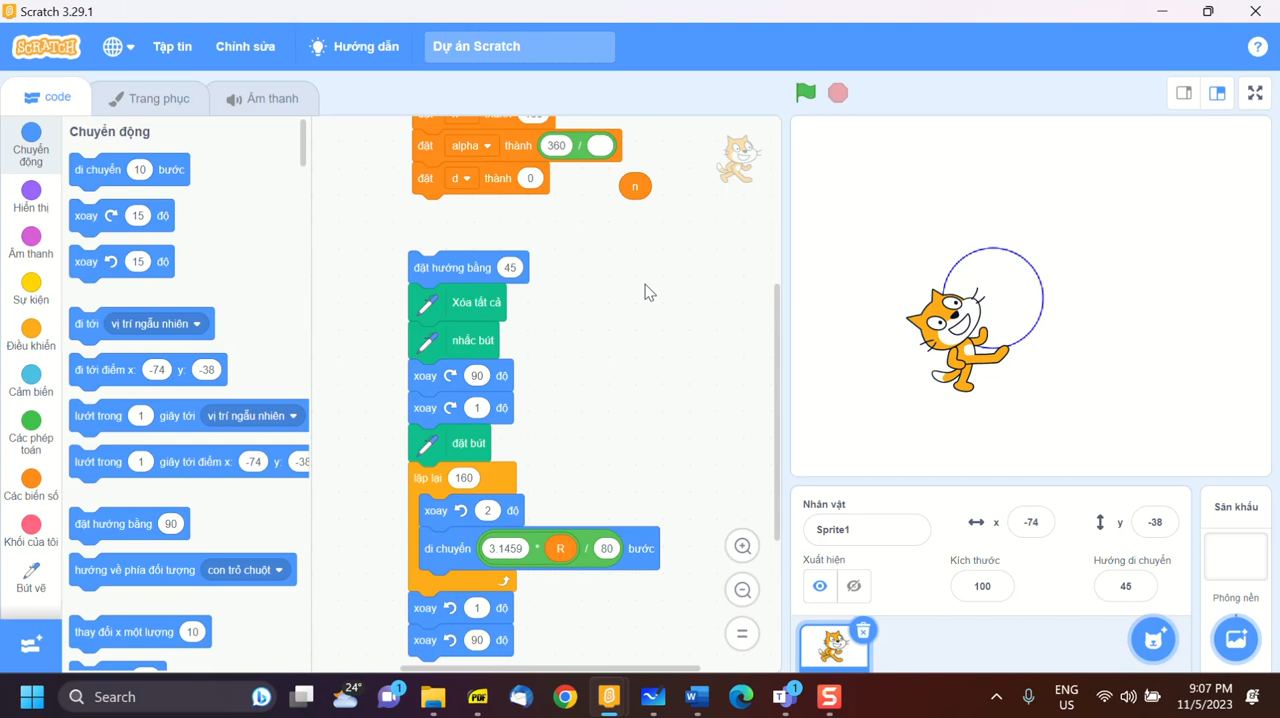 Scratch 3.29.1
SCRATCH
Tập tin
Chỉnh sửa
Hướng dẫn
Dự án Scratch
?
code
Trang phục
Âm thanh
Chuyển động
Hiển thị
Âm thanh
Sự kiện
Điều khiển
Cảm biến
Các phép toán
Các biến số
Khối của tôi
Bút vẽ
Chuyển động
di chuyển 10 bước
xoay 15 độ
xoay 15 độ
đi tới vị trí ngẫu nhiên
đi tới điểm x: -74 y: -38
lướt trong 1 giây tới vị trí ngẫu nhiên
lướt trong 1 giây tới điểm x: -74 y: -38
đặt hướng bằng 90
hướng về phía đối tượng con trỏ chuột
thay đổi x một lượng 10
đặt alpha thành 360 /
đặt d thành 0
n
đặt hướng bằng 45
Xóa tất cả
nhấc bút
xoay 90 độ
xoay 1 độ
đặt bút
lặp lại 160
xoay 2 độ
di chuyển 3.1459 * R / 80 bước
xoay 1 độ
xoay 90 độ
Nhân vật
Sprite1
x -74
y -38
Xuất hiện
Kích thước
100
Hướng di chuyển
45
Sân khấu
Phông nền
Search
24°
1
PDF
W
T
1
S
ENG
US
9:07 PM
11/5/2023